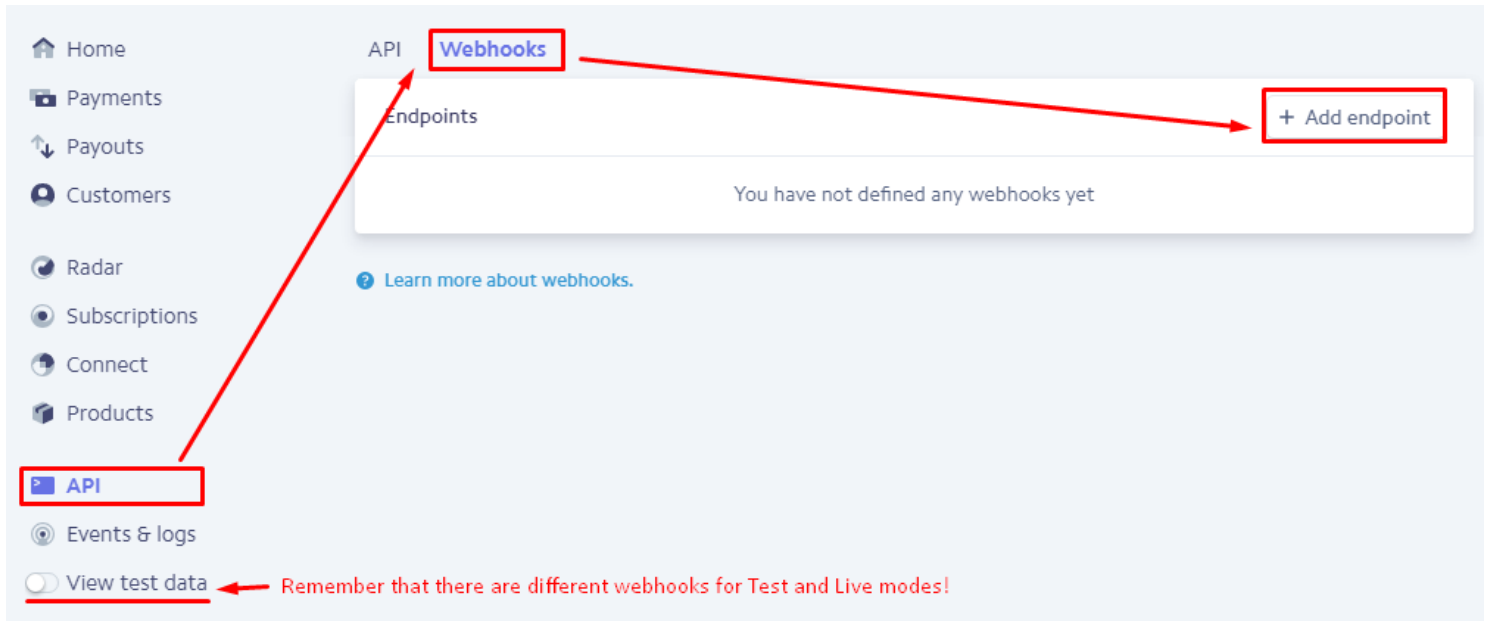 Home
Payments
Payouts
Customers
Radar
Subscriptions
Connect
Products
API
Events & logs
View test data
API Webhooks
Endpoints + Add endpoint
You have not defined any webhooks yet
? Learn more about webhooks.
Remember that there are different webhooks for Test and Live modes!